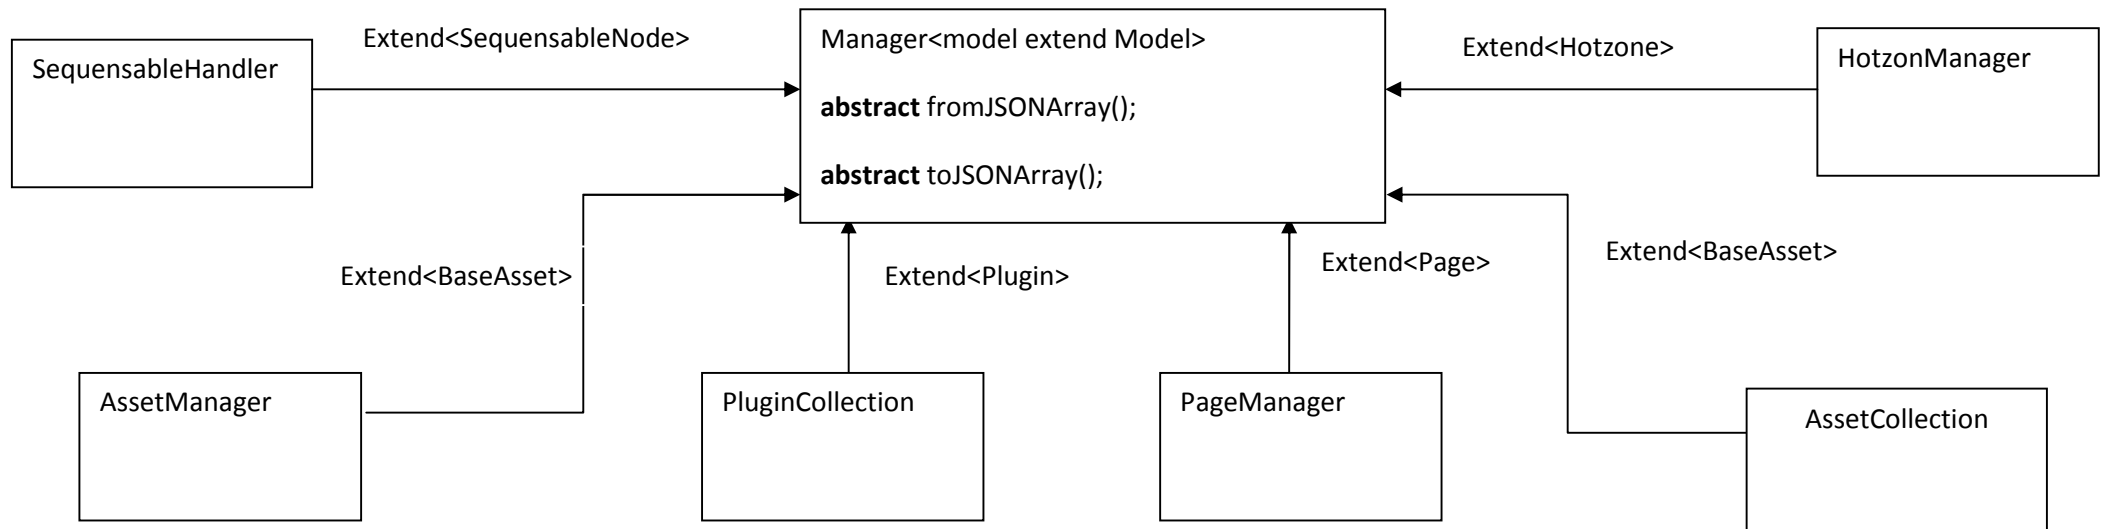 Extend<SequensableNode>
Manager<model extend Model>
Extend<Hotzone>
SequensableHandler
HotzonManager
abstract fromJSONArray();
abstract toJSONArray();
Extend<BaseAsset>
Extend<Plugin>
Extend<Page>
Extend<BaseAsset>
AssetManager
PluginCollection
PageManager
AssetCollection